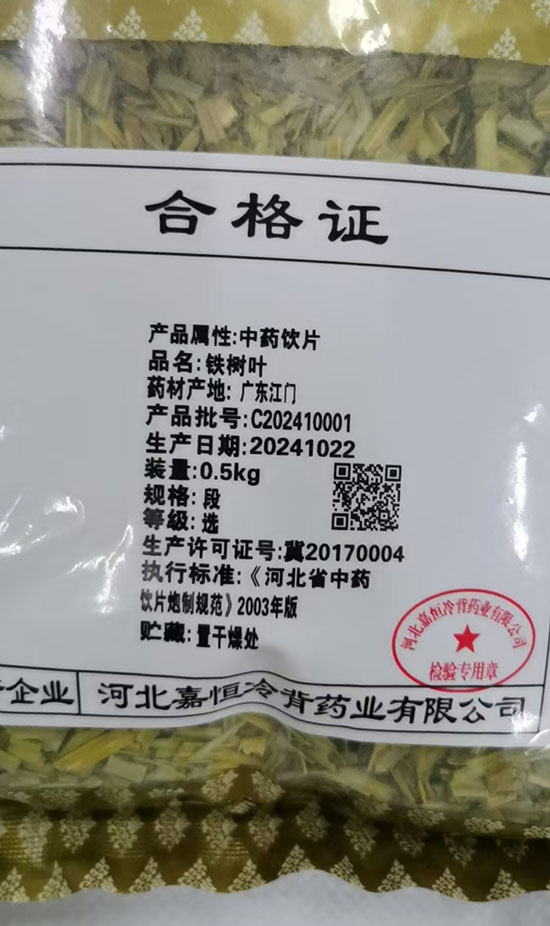 合格证
产品属性:中药饮片
品名:铁树叶
药材产地: 广东江门
产品批号:C202410001
生产日期:20241022
装量:0.5kg
规格: 段
等级: 选
生产许可证号:冀20170004
执行标准:《河北省中药
饮片炮制规范》2003年版
贮藏: 置干燥处
河北嘉恒冷背药业有限公司
检验专用章
企业 河北嘉恒冷背药业有限公司